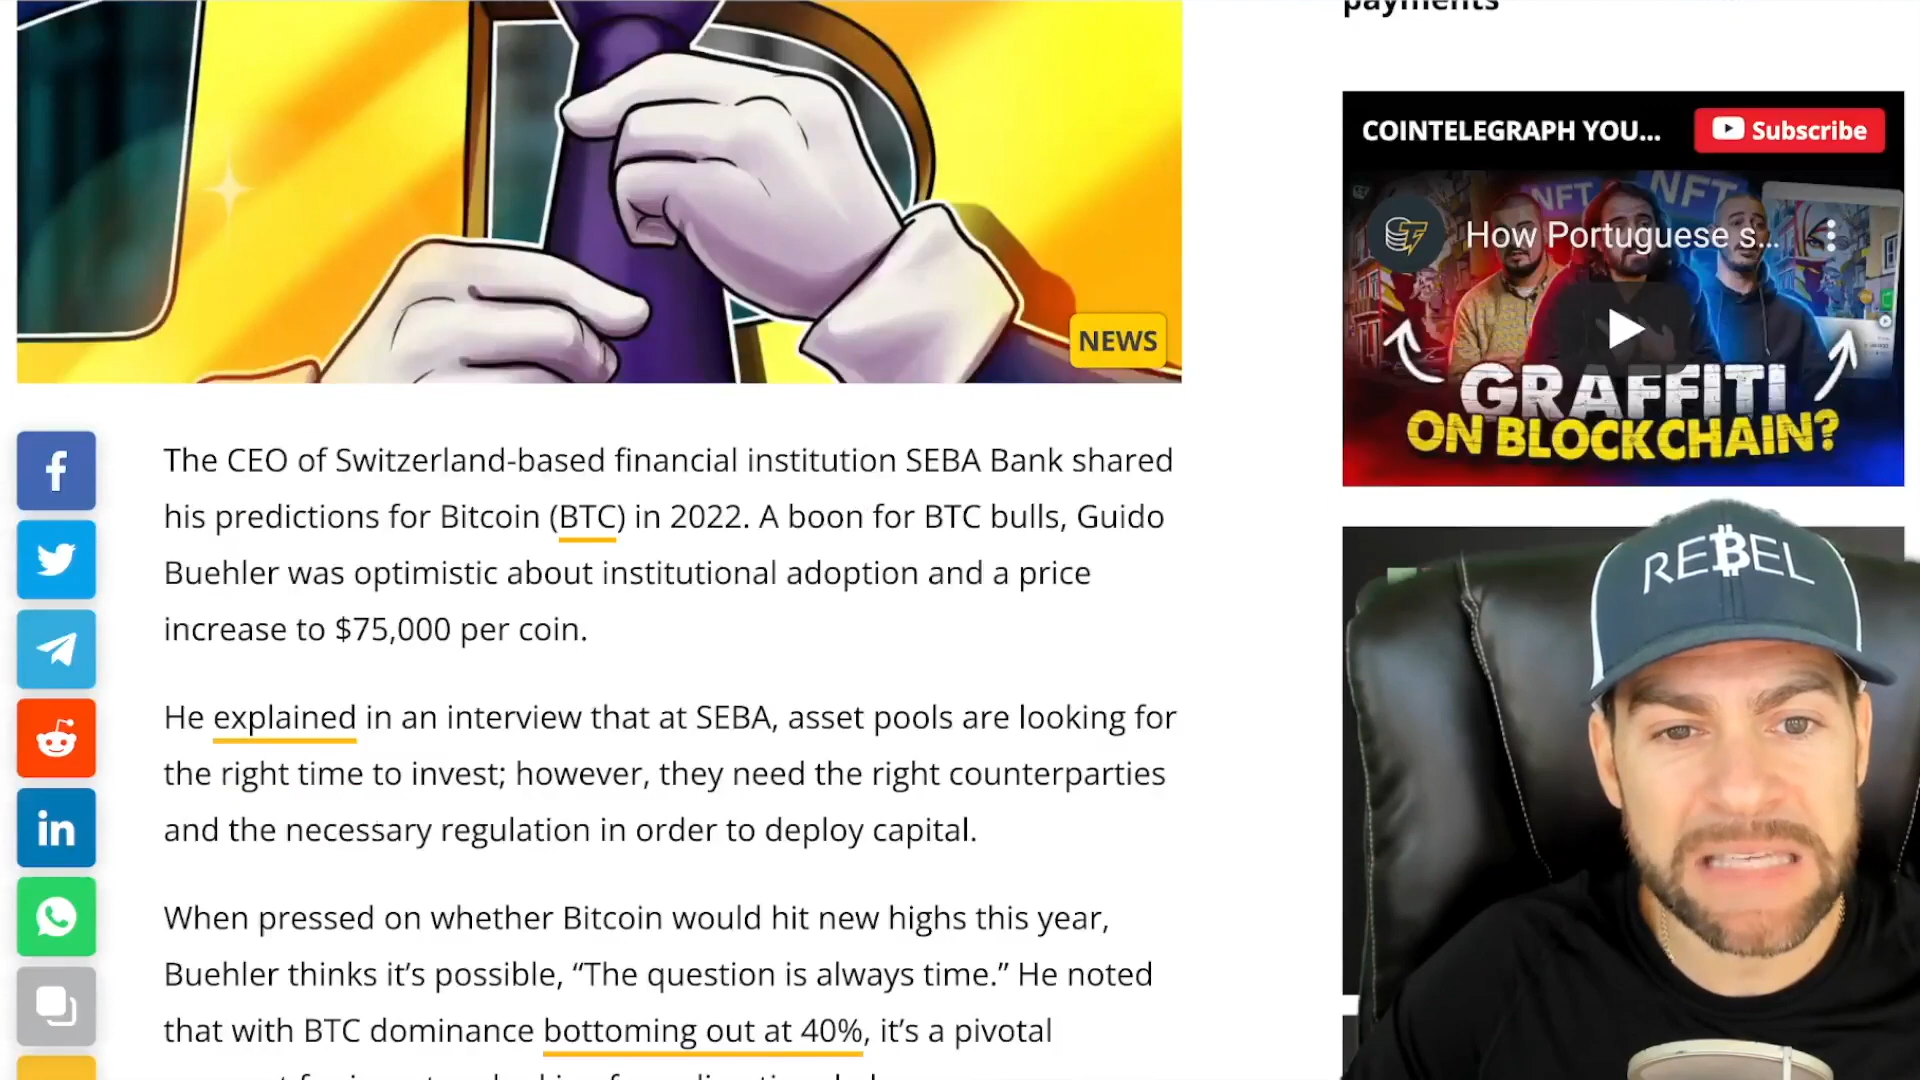 payments
NEWS
COINTELEGRAPH YOU...
Subscribe
NFT
NFT
How Portuguese s...
GRAFFITI
ON BLOCKCHAIN?
The CEO of Switzerland-based financial institution SEBA Bank shared
his predictions for Bitcoin (BTC) in 2022. A boon for BTC bulls, Guido
Buehler was optimistic about institutional adoption and a price
increase to $75,000 per coin.
He explained in an interview that at SEBA, asset pools are looking for
the right time to invest; however, they need the right counterparties
and the necessary regulation in order to deploy capital.
When pressed on whether Bitcoin would hit new highs this year,
Buehler thinks it’s possible, “The question is always time.” He noted
that with BTC dominance bottoming out at 40%, it’s a pivotal
REBEL